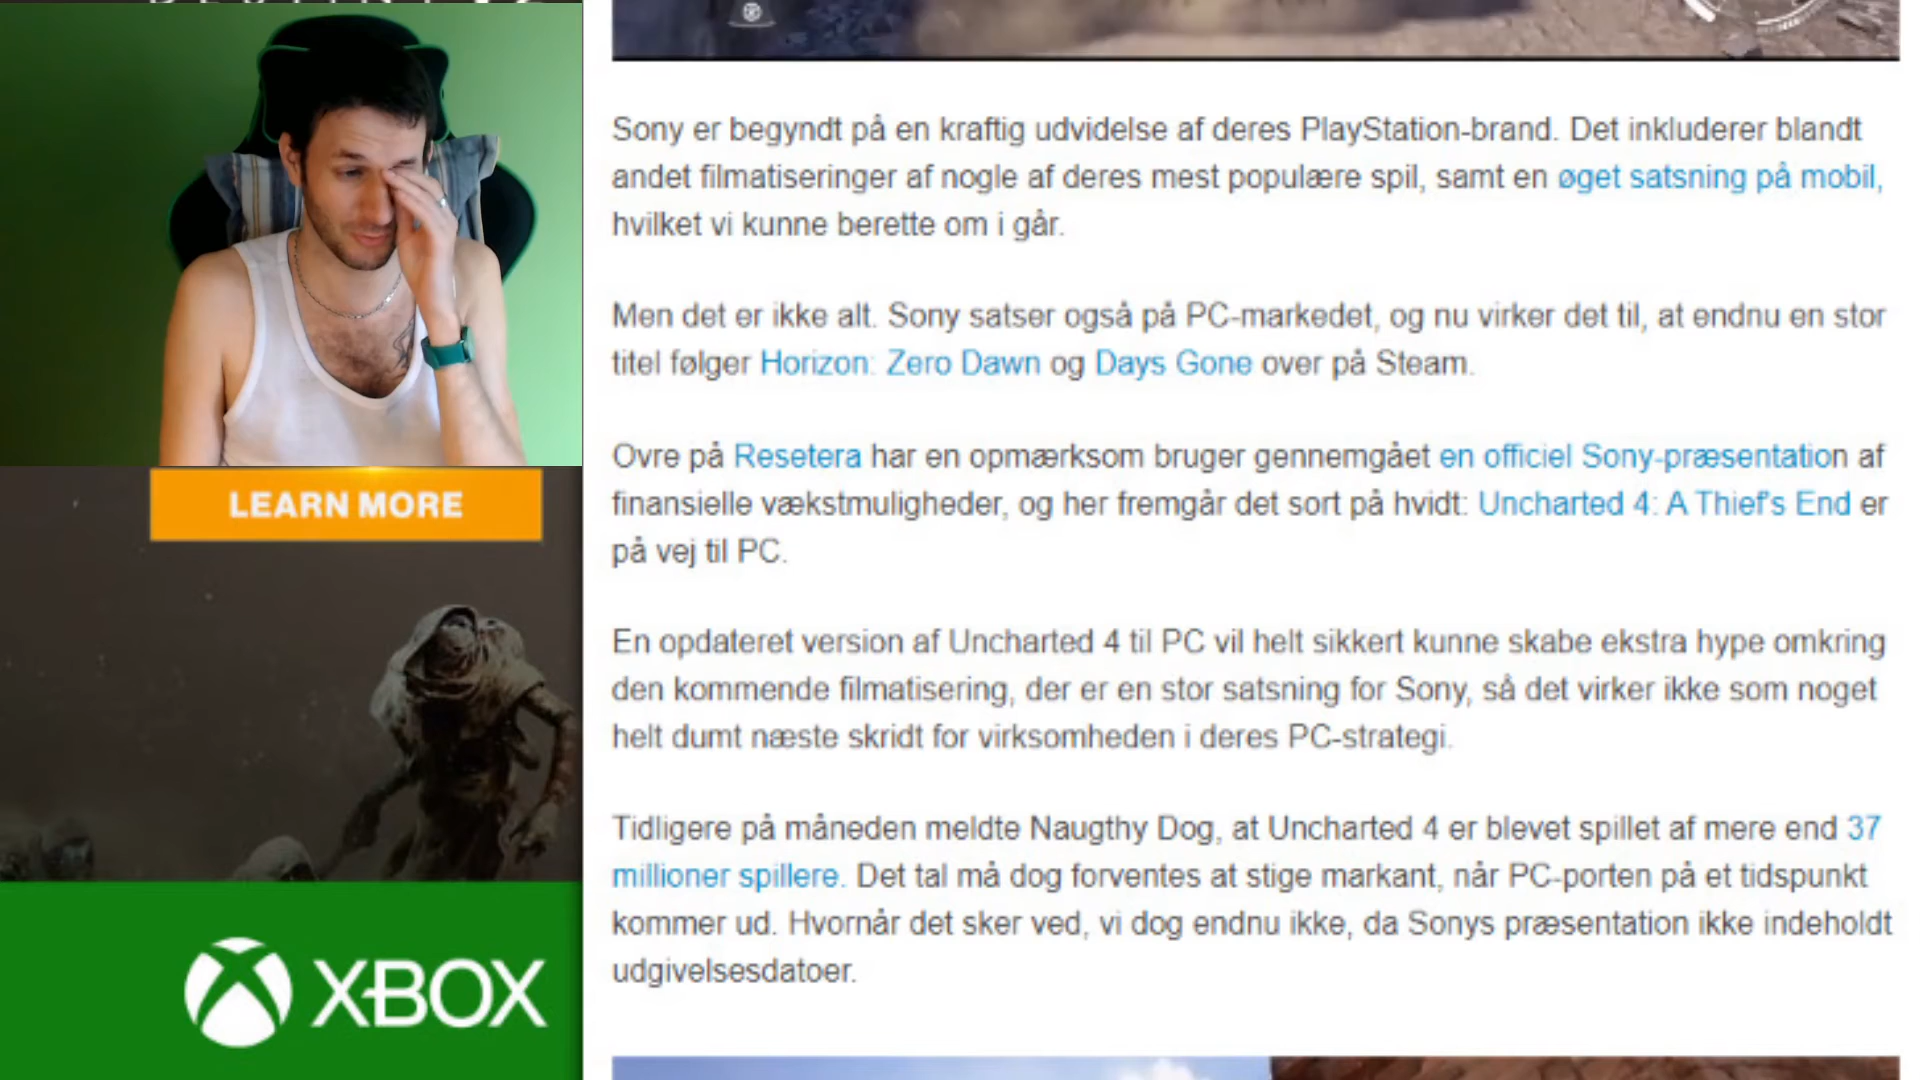 Sony er begyndt på en kraftig udvidelse af deres PlayStation-brand. Det inkluderer blandt
andet filmatiseringer af nogle af deres mest populære spil, samt en øget satsning på mobil,
hvilket vi kunne berette om i går.
Men det er ikke alt. Sony satser også på PC-markedet, og nu virker det til, at endnu en stor
titel følger Horizon: Zero Dawn og Days Gone over på Steam.
Ovre på Resetera har en opmærksom bruger gennemgået en officiel Sony-præsentation af
finansielle vækstmuligheder, og her fremgår det sort på hvidt: Uncharted 4: A Thief's End er
på vej til PC.
En opdateret version af Uncharted 4 til PC vil helt sikkert kunne skabe ekstra hype omkring
den kommende filmatisering, der er en stor satsning for Sony, så det virker ikke som noget
helt dumt næste skridt for virksomheden i deres PC-strategi.
Tidligere på måneden meldte Naugthy Dog, at Uncharted 4 er blevet spillet af mere end 37
millioner spillere. Det tal må dog forventes at stige markant, når PC-porten på et tidspunkt
kommer ud. Hvornår det sker ved, vi dog endnu ikke, da Sonys præsentation ikke indeholdt
udgivelsesdatoer.
LEARN MORE
XBOX